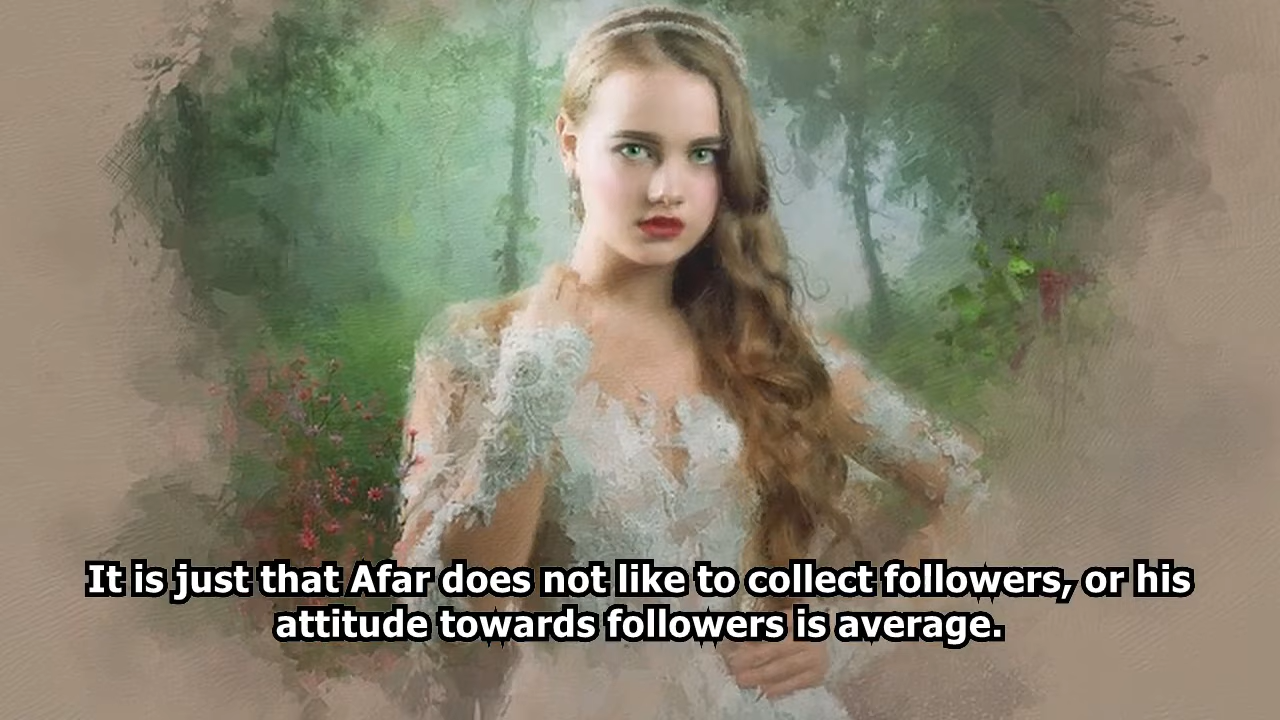 It is just that Afar does not like to collect followers, or his
attitude towards followers is average.